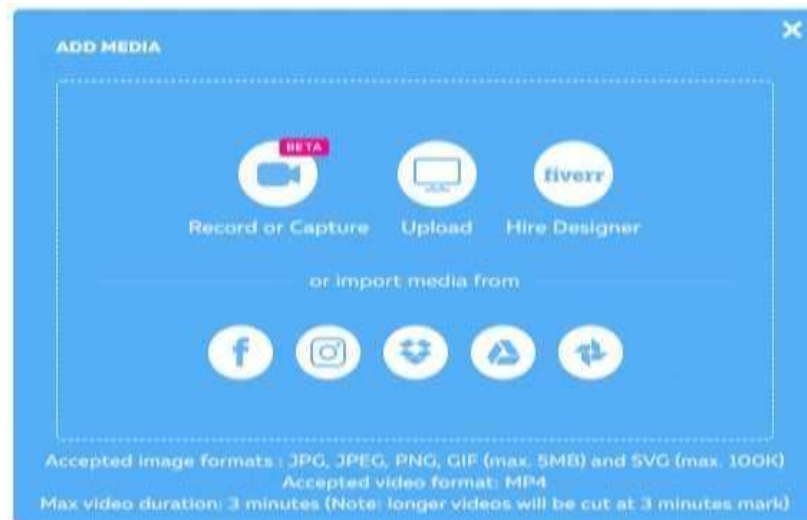 ADD MEDIA
BETA
fiverr
Record or Capture Upload Hire Designer
or import media from
Accepted image formats : JPG, JPEG, PNG, GIF (max. 5MB) and SVG (max. 100K)
Accepted video format: MP4
Max video duration: 3 minutes (Note: longer videos will be cut at 3 minutes mark)